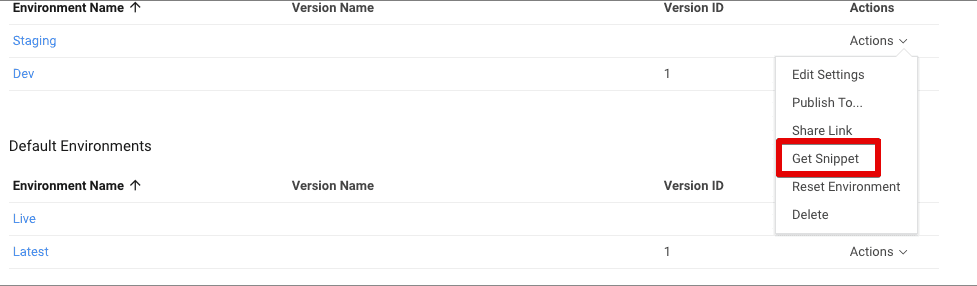 Environment Name ↑ Version Name Version ID Actions
Staging Actions
Dev 1
Edit Settings
Publish To...
Share Link
Get Snippet
Reset Environment
Delete
Default Environments
Environment Name ↑ Version Name Version ID
Live
Latest 1 Actions